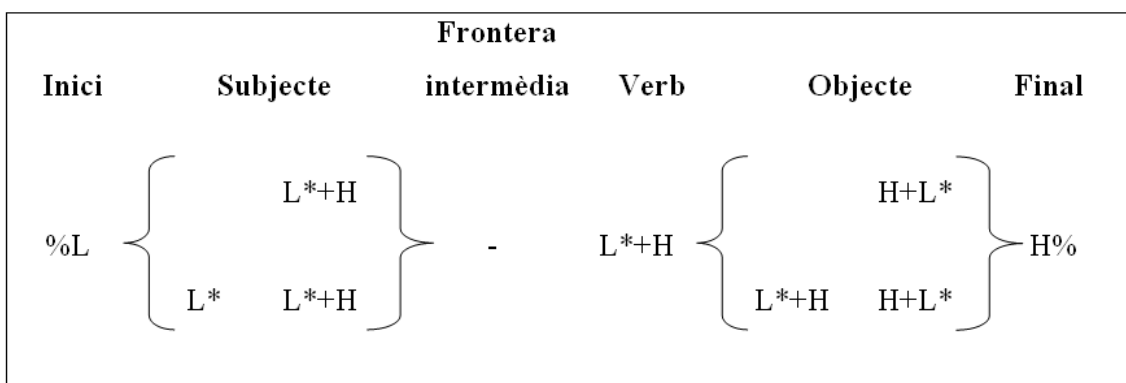 Frontera
Inici Subjecte intermèdia Verb Objecte Final
L*+H H+L*
%L - L*+H H%
L* L*+H L*+H H+L*